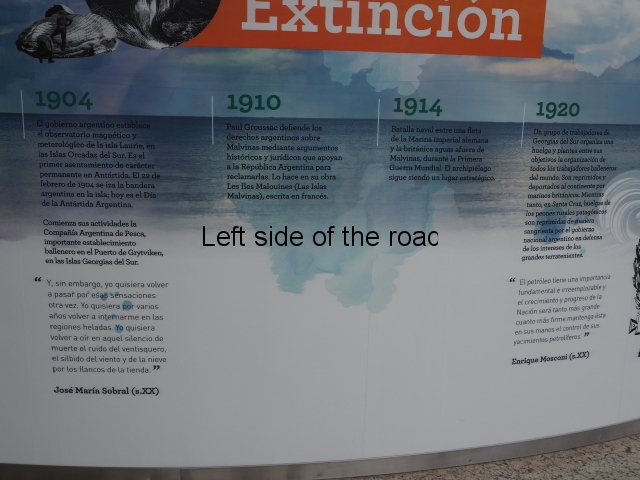 Extinción
1904
El gobierno argentino establece
el observatorio magnético y
meterológico de la isla Laurie, en
las Islas Orcadas del Sur. Es el
primer asentamiento de carácter
permanente en Antártida. El 22 de
febrero de 1904 se iza la bandera
argentina en la isla; hoy es el Día
de la Antártida Argentina.
Comienza sus actividades la
Compañía Argentina de Pesca,
importante establecimiento
ballenero en el Puerto de Grytviken,
en las Islas Georgias del Sur.
“ Y, sin embargo, yo quisiera volver
a pasar por esas sensaciones
otra vez. Yo quisiera por varios
años volver a internarme en las
regiones heladas. Yo quisiera
volver a oír en aquel silencio de
muerte el ruido del ventisquero,
el silbido del viento y de la nieve
por los flancos de la tienda. ”
José María Sobral (s.XX)
1910
Paul Groussac defiende los
derechos argentinos sobre
Malvinas mediante argumentos
históricos y jurídicos que apoyan
a la República Argentina para
reclamarlas. Lo hace en su obra
Les Iles Malouines (Las Islas
Malvinas), escrita en francés.
1914
Batalla naval entre una flota
de la Marina imperial alemana
y la británica aguas afuera de
Malvinas, durante la Primera
Guerra Mundial. El archipiélago
sigue siendo un lugar estratégico.
1920
Un grupo de trabajadores de
Georgias del Sur organiza una
huelga y plantea entre sus
objetivos la organización de
todos los trabajadores balleneros
del mundo. Son reprimidos y
deportados al continente por
marinos británicos. Mientras
tanto, en Santa Cruz, huelgas de
los peones rurales patagónicos
son reprimidas de manera
sangrienta por el gobierno
nacional argentino en defensa
de los intereses de los
grandes terratenientes.
“ El petróleo tiene una importancia
fundamental e irreemplazable y
el crecimiento y progreso de la
Nación será tanto más grande
cuanto más firme mantenga ésta
en sus manos el control de sus
yacimientos petrolíferos. ”
Enrique Mosconi (s.XX)
Left side of the road